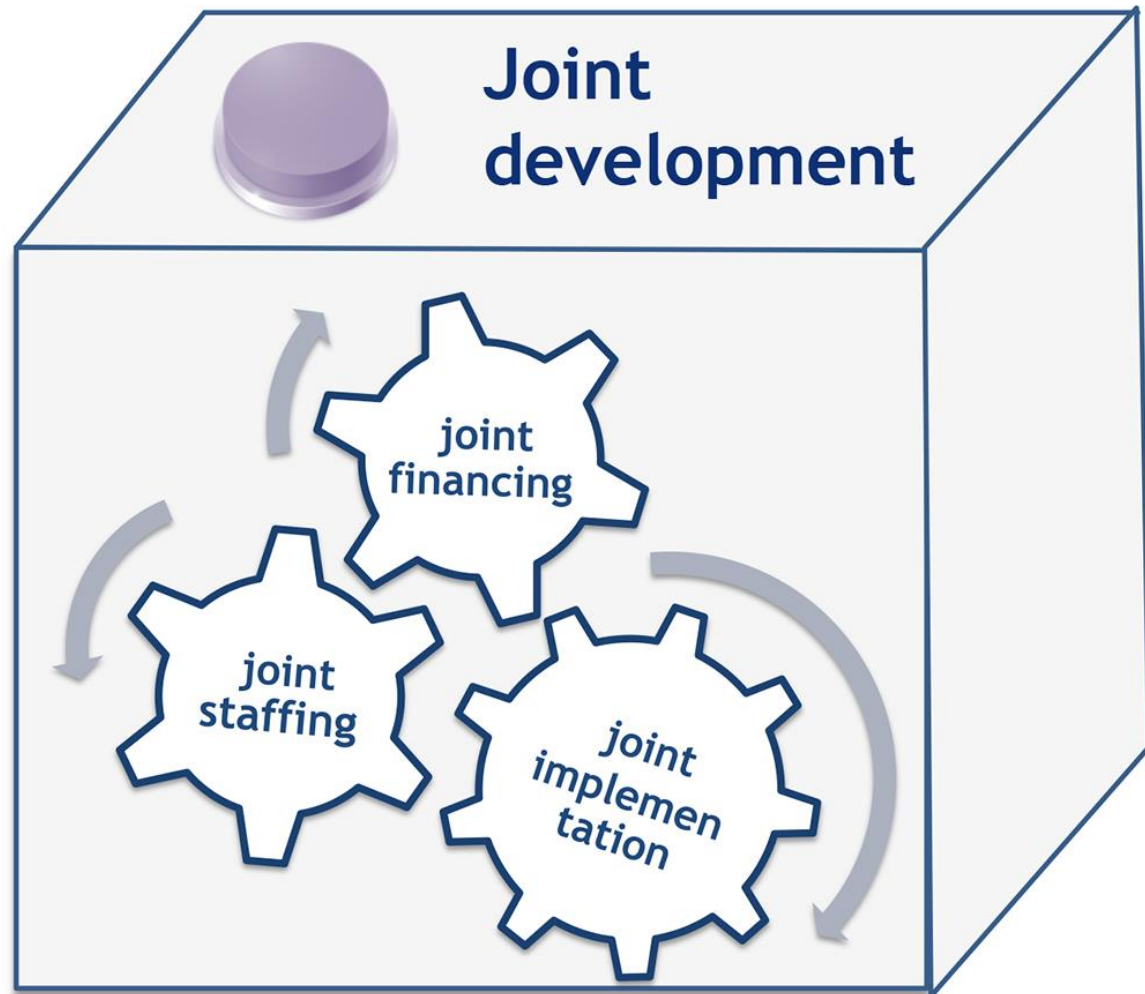 Joint
development
joint
financing
joint
staffing
joint
implemen
tation